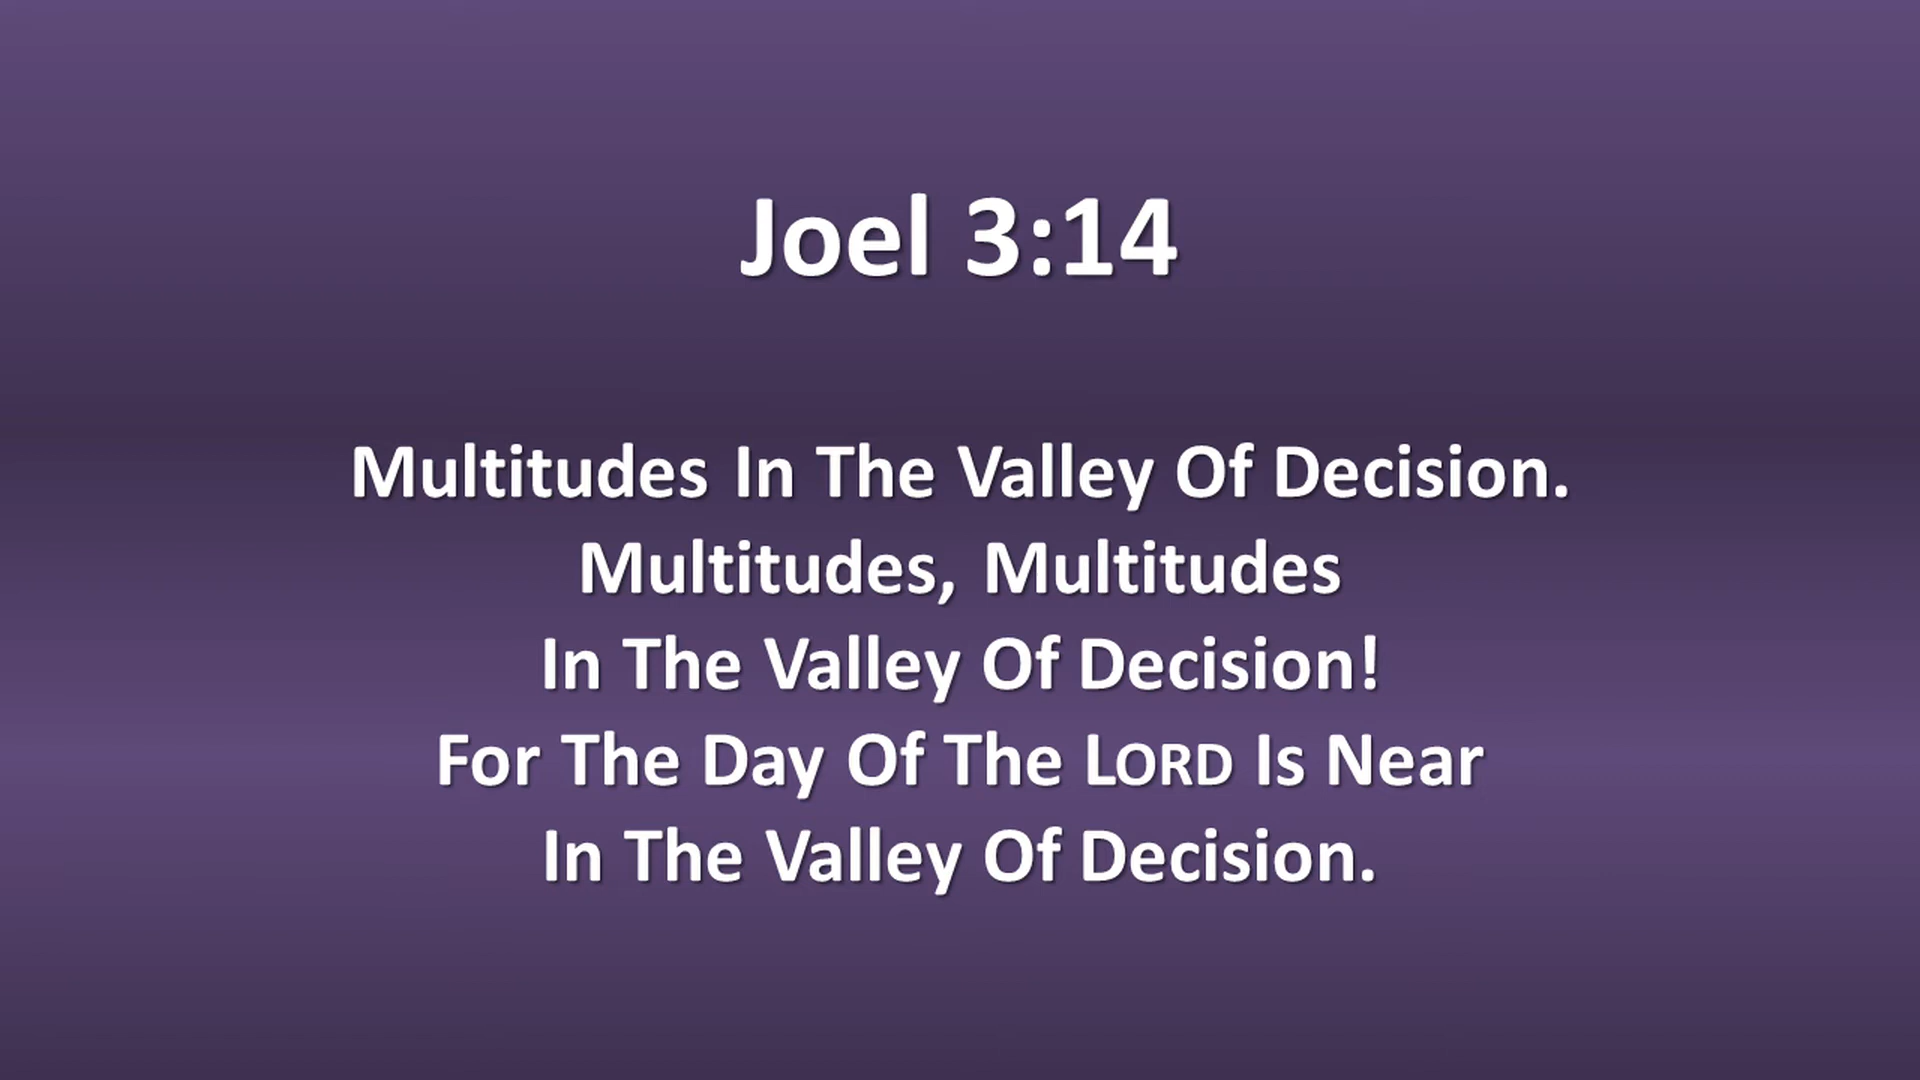 Joel 3:14
Multitudes In The Valley Of Decision.
Multitudes, Multitudes
In The Valley Of Decision!
For The Day Of The LORD Is Near
In The Valley Of Decision.